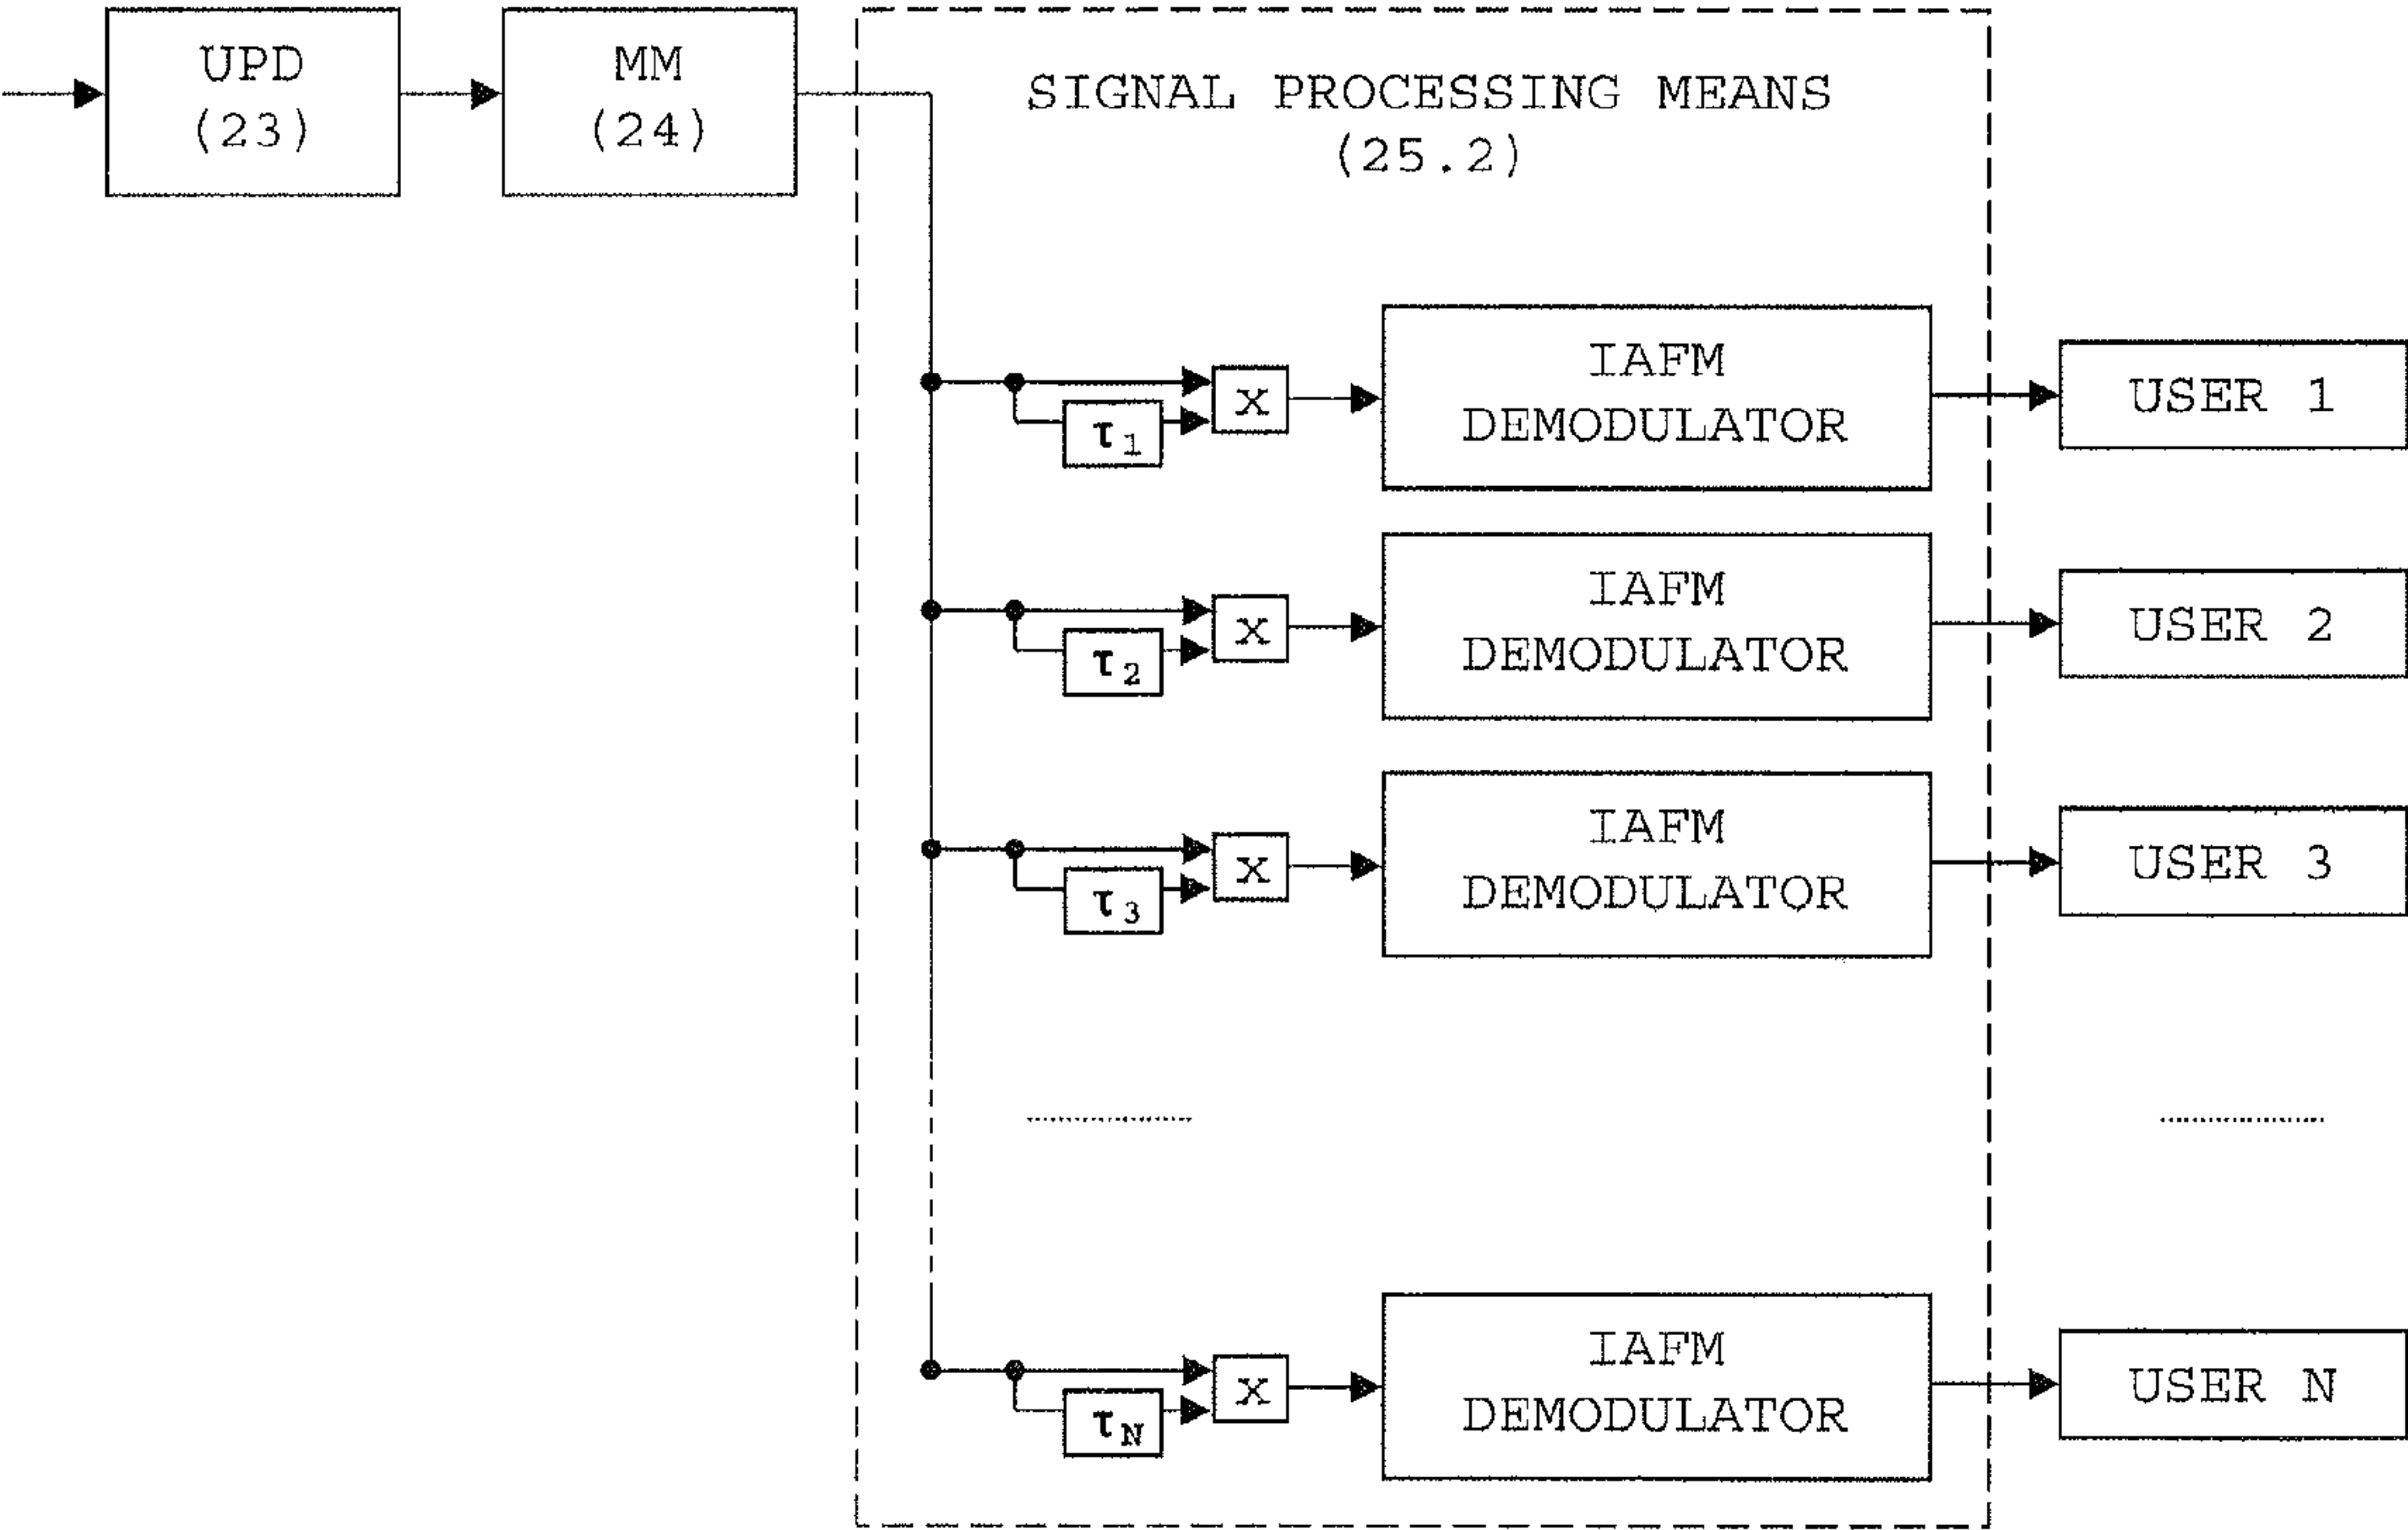 UPD
(23)
MM
(24)
SIGNAL PROCESSING MEANS
(25.2)
τ1
X
IAFM
DEMODULATOR
USER 1
τ2
X
IAFM
DEMODULATOR
USER 2
τ3
X
IAFM
DEMODULATOR
USER 3
τN
X
IAFM
DEMODULATOR
USER N